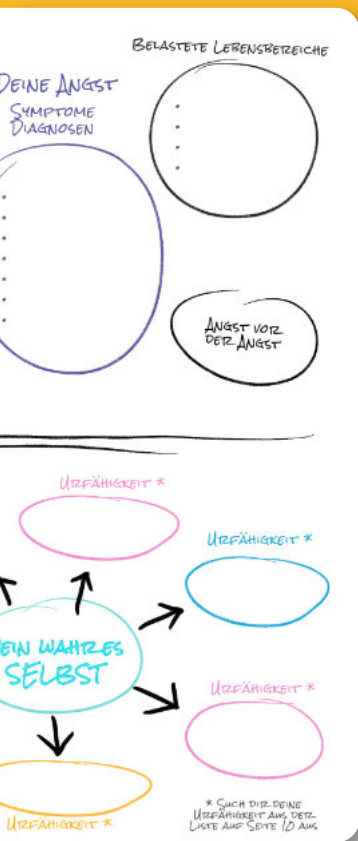 Belastete Lebensbereiche
Deine Angst
Symptome
Diagnosen
Angst vor
der Angst
Urfähigkeit *
Urfähigkeit *
ein wahres
Selbst
Urfähigkeit *
Urfähigkeit *
* Such dir deine
Urfähigkeit aus der
Liste auf Seite 10 aus